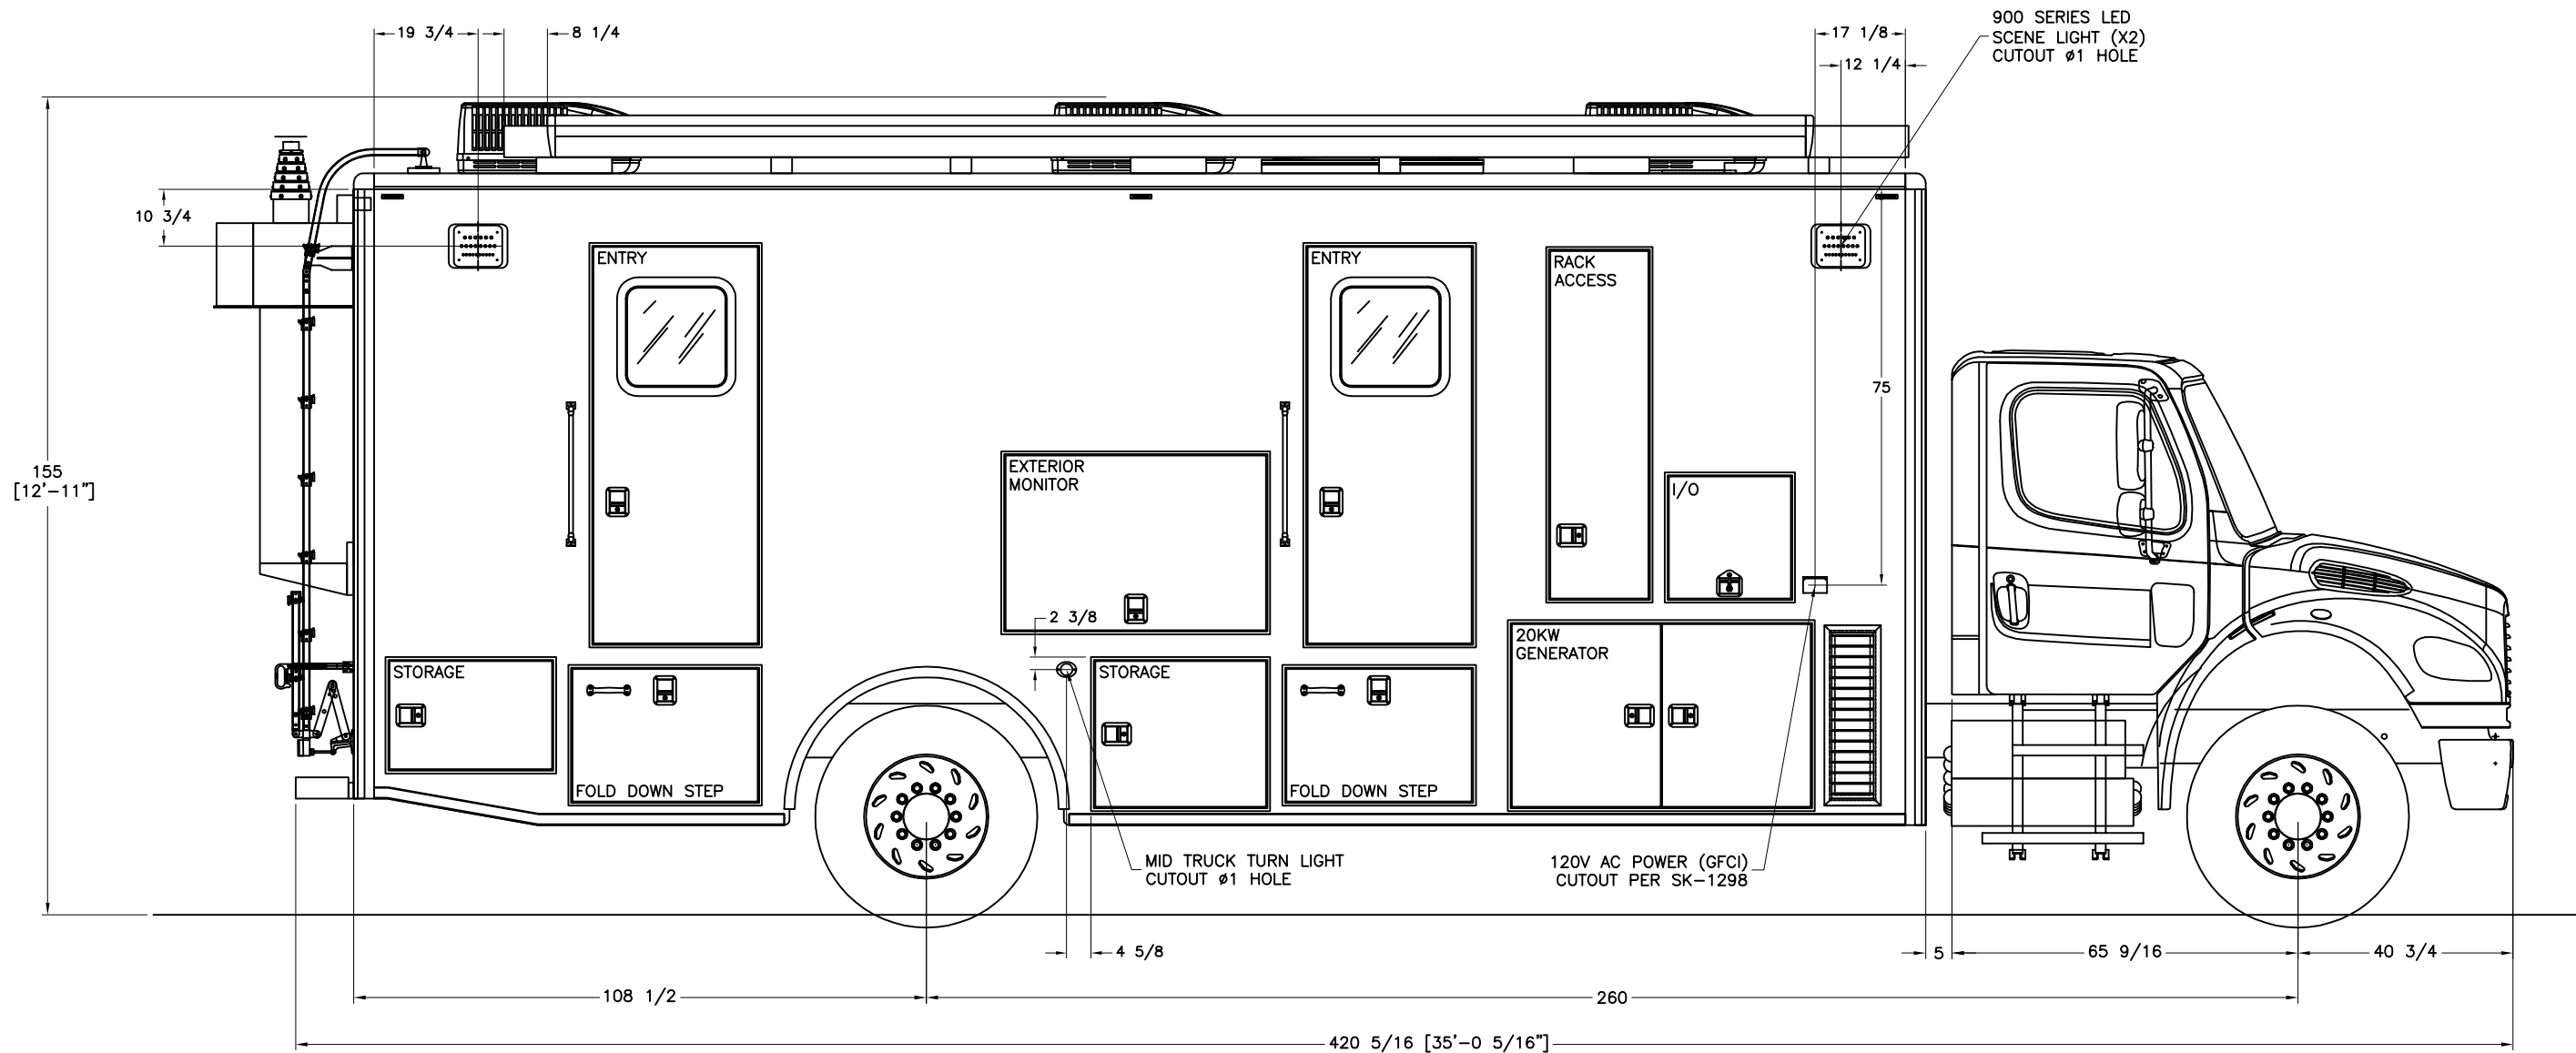 900 SERIES LED
SCENE LIGHT (X2)
CUTOUT ø1 HOLE
19 3/4
8 1/4
17 1/8
12 1/4
10 3/4
ENTRY
ENTRY
RACK
ACCESS
75
155
[12'-11"]
EXTERIOR
MONITOR
I/O
2 3/8
20KW
GENERATOR
STORAGE
STORAGE
FOLD DOWN STEP
FOLD DOWN STEP
MID TRUCK TURN LIGHT
CUTOUT ø1 HOLE
120V AC POWER (GFCI)
CUTOUT PER SK-1298
4 5/8
5
65 9/16
40 3/4
108 1/2
260
420 5/16 [35'-0 5/16"]